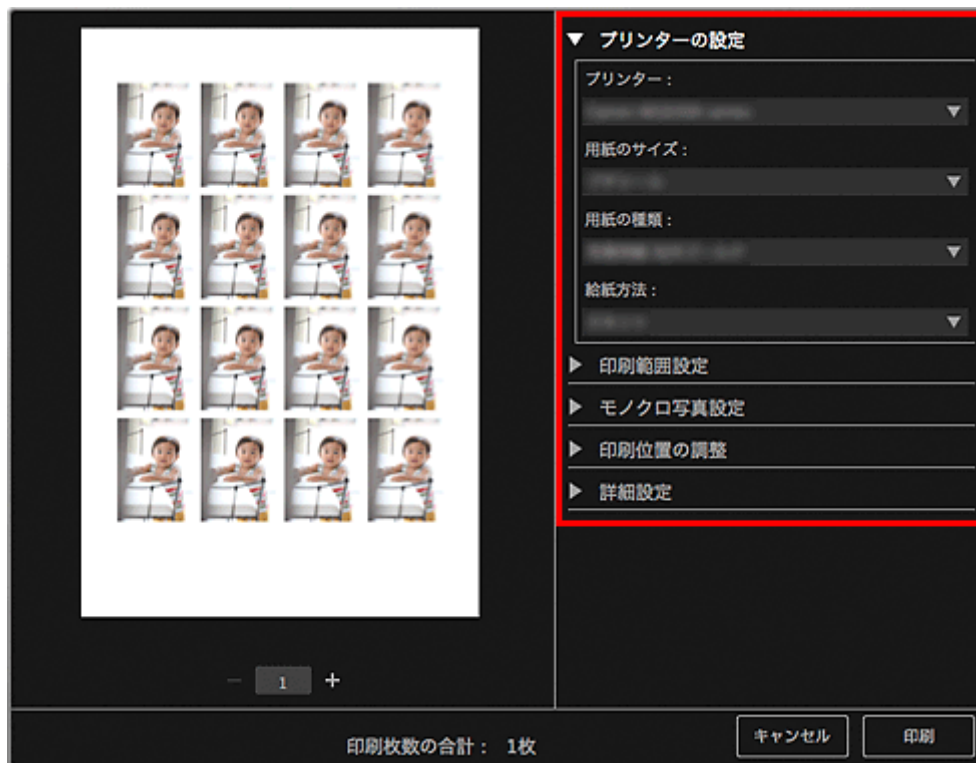 プリンターの設定
プリンター：
用紙のサイズ：
用紙の種類：
給紙方法：
印刷範囲設定
モノクロ写真設定
印刷位置の調整
詳細設定
1
印刷枚数の合計： 1枚
キャンセル
印刷